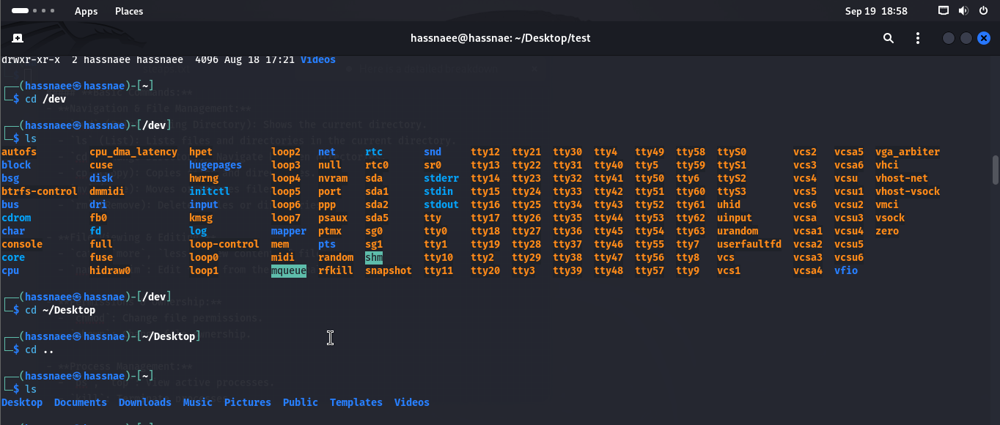 Apps Places Sep 19 18:58
hassnaee@hassnae: ~/Desktop/test
drwxr-xr-x 2 hassnaee hassnaee 4096 Aug 18 17:21 Videos
┌──(hassnaee㉿hassnae)-[~]
└─$ cd /dev
┌──(hassnaee㉿hassnae)-[/dev]
└─$ ls
autofs cpu_dma_latency hpet loop2 net rtc snd tty12 tty21 tty30 tty4 tty49 tty58 ttyS0 vcs2 vcsa5 vga_arbiter
block cuse hugepages loop3 null rtc0 sr0 tty13 tty22 tty31 tty40 tty5 tty59 ttyS1 vcs3 vcsa6 vhci
bsg disk hwrng loop4 nvram sda stderr tty14 tty23 tty32 tty41 tty50 tty6 ttyS2 vcs4 vcsu vhost-net
btrfs-control dmmidi initctl loop5 port sda1 stdin tty15 tty24 tty33 tty42 tty51 tty60 ttyS3 vcs5 vcsu1 vhost-vsock
bus dri input loop6 ppp sda2 stdout tty16 tty25 tty34 tty43 tty52 tty61 uhid vcs6 vcsu2 vmci
cdrom fb0 kmsg loop7 psaux sda5 tty tty17 tty26 tty35 tty44 tty53 tty62 uinput vcsa vcsu3 vsock
char fd log mapper ptmx sg0 tty0 tty18 tty27 tty36 tty45 tty54 tty63 urandom vcsa1 vcsu4 zero
console full loop-control mem pts sg1 tty1 tty19 tty28 tty37 tty46 tty55 tty7 userfaultfd vcsa2 vcsu5
core fuse loop0 midi random shm tty10 tty2 tty29 tty38 tty47 tty56 tty8 vcs vcsa3 vcsu6
cpu hidraw0 loop1 mqueue rfkill snapshot tty11 tty20 tty3 tty39 tty48 tty57 tty9 vcs1 vcsa4 vfio
┌──(hassnaee㉿hassnae)-[/dev]
└─$ cd ~/Desktop
┌──(hassnaee㉿hassnae)-[~/Desktop]
└─$ cd ..
┌──(hassnaee㉿hassnae)-[~]
└─$ ls
Desktop Documents Downloads Music Pictures Public Templates Videos